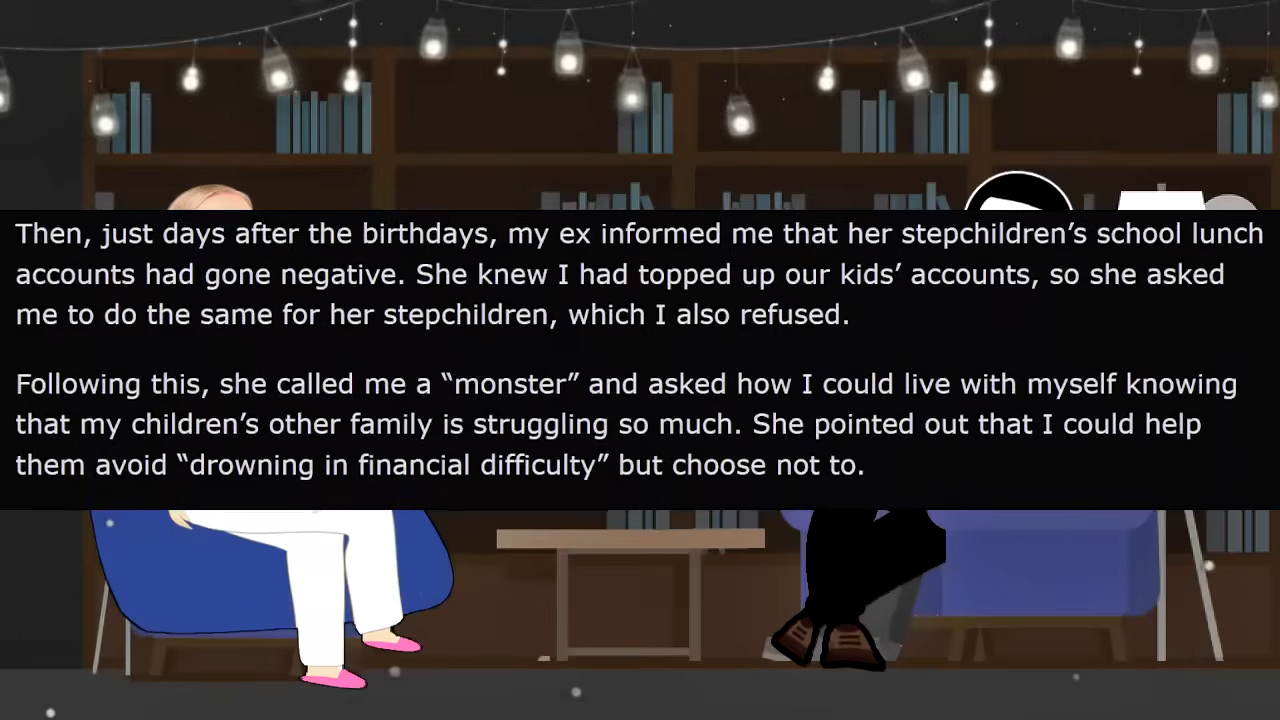 Then, just days after the birthdays, my ex informed me that her stepchildren’s school lunch
accounts had gone negative. She knew I had topped up our kids’ accounts, so she asked
me to do the same for her stepchildren, which I also refused.
Following this, she called me a “monster” and asked how I could live with myself knowing
that my children’s other family is struggling so much. She pointed out that I could help
them avoid “drowning in financial difficulty” but choose not to.